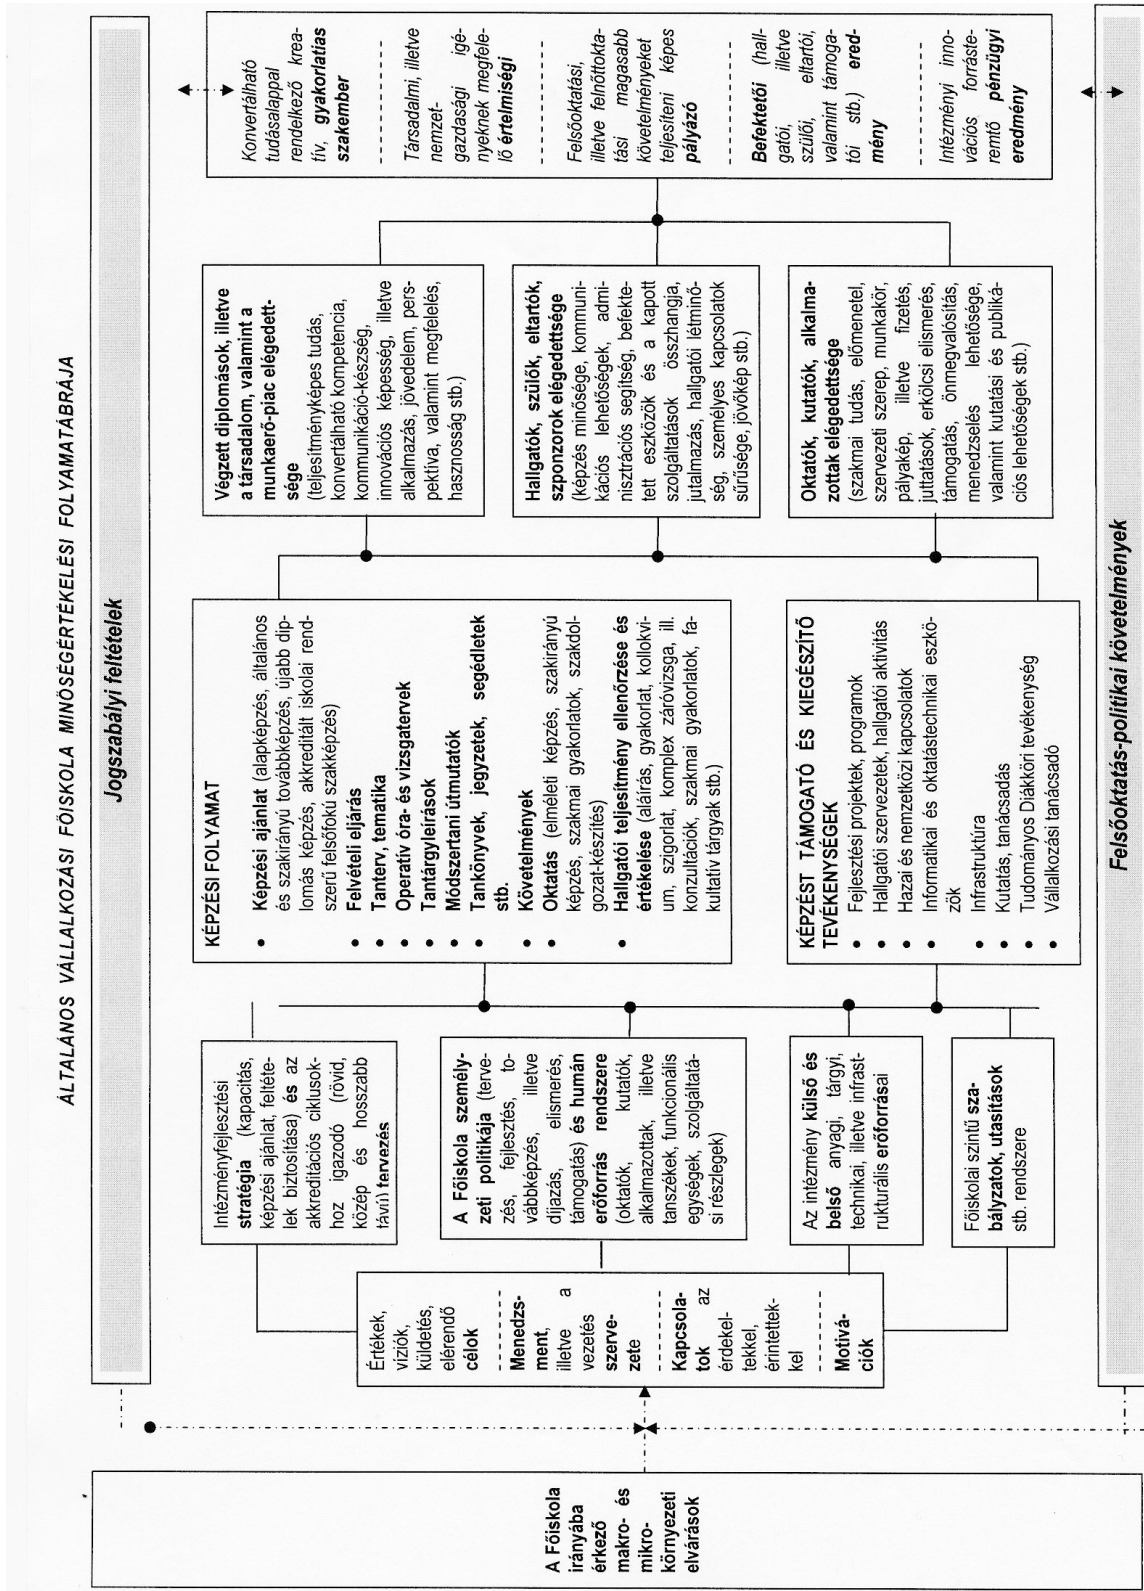 ÁLTALÁNOS VÁLLALKOZÁSI FŐISKOLA MINŐSÉGÉRTÉKELÉSI FOLYAMATÁBRÁJA
Jogszabályi feltételek
A Főiskola
irányába
érkező
makro- és
mikro-
környezeti
elvárások
Értékek,
víziók,
küldetés,
elérendő
célok
Menedzs-
ment,
illetve a
vezetés
szerve-
zete
Kapcsola-
tok az
érdekel-
tekkel,
érintettek-
kel
Motivá-
ciók
Intézményfejlesztési
stratégia (kapacitás,
képzési ajánlat, feltéte-
lek biztosítása) és az
akkreditációs ciklusok-
hoz igazodó (rövid,
közép és hosszabb
távú) tervezés
A Főiskola személy-
zeti politikája (terve-
zés, fejlesztés, to-
vábbképzés, illetve
díjazás, elismerés,
támogatás) és humán
erőforrás rendszere
(oktatók, kutatók,
alkalmazottak, illetve
tanszékek, funkcionális
egységek, szolgáltatá-
si részlegek)
Az intézmény külső és
belső anyagi, tárgyi,
technikai, illetve infrast-
rukturális erőforrásai
Főiskolai szintű sza-
bályzatok, utasítások
stb. rendszere
KÉPZÉSI FOLYAMAT
• Képzési ajánlat (alapképzés, általános
és szakirányú továbbképzés, újabb dip-
lomás képzés, akkreditált iskolai rend-
szerű felsőfokú szakképzés)
• Felvételi eljárás
• Tanterv, tematika
• Operatív óra- és vizsgatervek
• Tantárgyleírások
• Módszertani útmutatók
• Tankönyvek, jegyzetek, segédletek
stb.
• Követelmények
• Oktatás (elméleti képzés, szakirányú
képzés, szakmai gyakorlatok, szakdol-
gozat-készítés)
• Hallgatói teljesítmény ellenőrzése és
értékelése (aláírás, gyakorlat, kollokvi-
um, szigorlat, komplex záróvizsga, ill.
konzultációk, szakmai gyakorlatok, fa-
kultatív tárgyak stb.)
KÉPZÉST TÁMOGATÓ ÉS KIEGÉSZÍTŐ
TEVÉKENYSÉGEK
• Fejlesztési projektek, programok
• Hallgatói szervezetek, hallgatói aktivitás
• Hazai és nemzetközi kapcsolatok
• Informatikai és oktatástechnikai eszkö-
zök
• Infrastruktúra
• Kutatás, tanácsadás
• Tudományos Diákköri tevékenység
• Vállalkozási tanácsadó
Végzett diplomások, illetve
a társadalom, valamint a
munkaerő-piac elégedett-
sége
(teljesítményképes tudás,
konvertálható kompetencia,
kommunikáció-készség,
innovációs képesség, illetve
alkalmazás, jövedelem, pers-
pektíva, valamint megfelelés,
hasznosság stb.)
Hallgatók, szülők, eltartók,
szponzorok elégedettsége
(képzés minősége, kommuni-
kációs lehetőségek, admi-
nisztrációs segítség, befekte-
tett eszközök és a kapott
szolgáltatások összhangja,
jutalmazás, hallgatói létminő-
ség, személyes kapcsolatok
sűrűsége, jövőkép stb.)
Oktatók, kutatók, alkalma-
zottak elégedettsége
(szakmai tudás, előmenetel,
szervezeti szerep, munkakör,
pályakép, illetve fizetés,
juttatások, erkölcsi elismerés,
támogatás, önmegvalósítás,
menedzselés lehetősége,
valamint kutatási és publiká-
ciós lehetőségek stb.)
Konvertálható
tudásalappal
rendelkező krea-
tív, gyakorlatias
szakember
Társadalmi, illetve
nemzet-
gazdasági igé-
nyeknek megfele-
lő értelmiségi
Felsőoktatási,
illetve felnőttokta-
tási magasabb
követelményeket
teljesíteni képes
pályázó
Befektetői (hall-
gatói, illetve
szülői, eltartói,
valamint támoga-
tói stb.) ered-
mény
Intézményi inno-
vációs forráste-
remtő pénzügyi
eredmény
Felsőoktatás-politikai követelmények